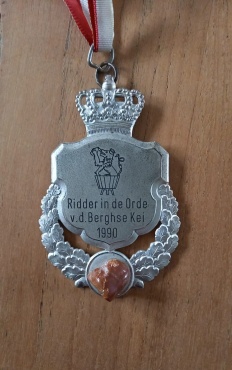 Ridder in de Orde
v.d. Berghse Kei
1990